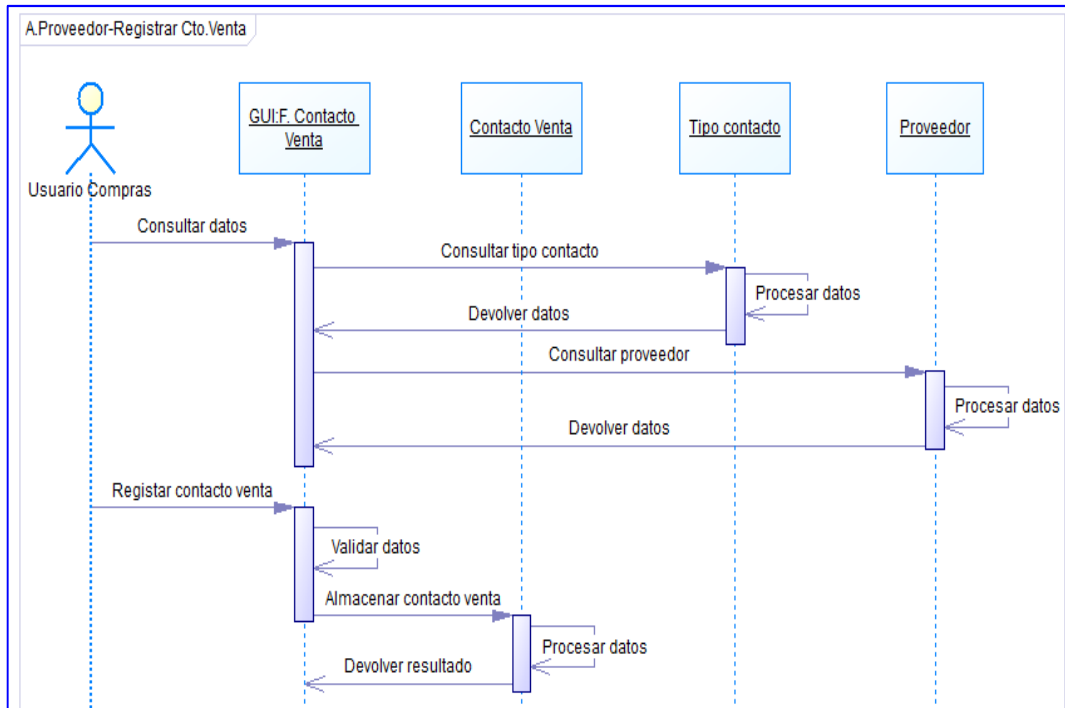 A.Proveedor-Registrar Cto.Venta
GUI:F. Contacto
Venta
Contacto Venta
Tipo contacto
Proveedor
Usuario Compras
Consultar datos
Consultar tipo contacto
Procesar datos
Devolver datos
Consultar proveedor
Procesar datos
Devolver datos
Registar contacto venta
Validar datos
Almacenar contacto venta
Procesar datos
Devolver resultado